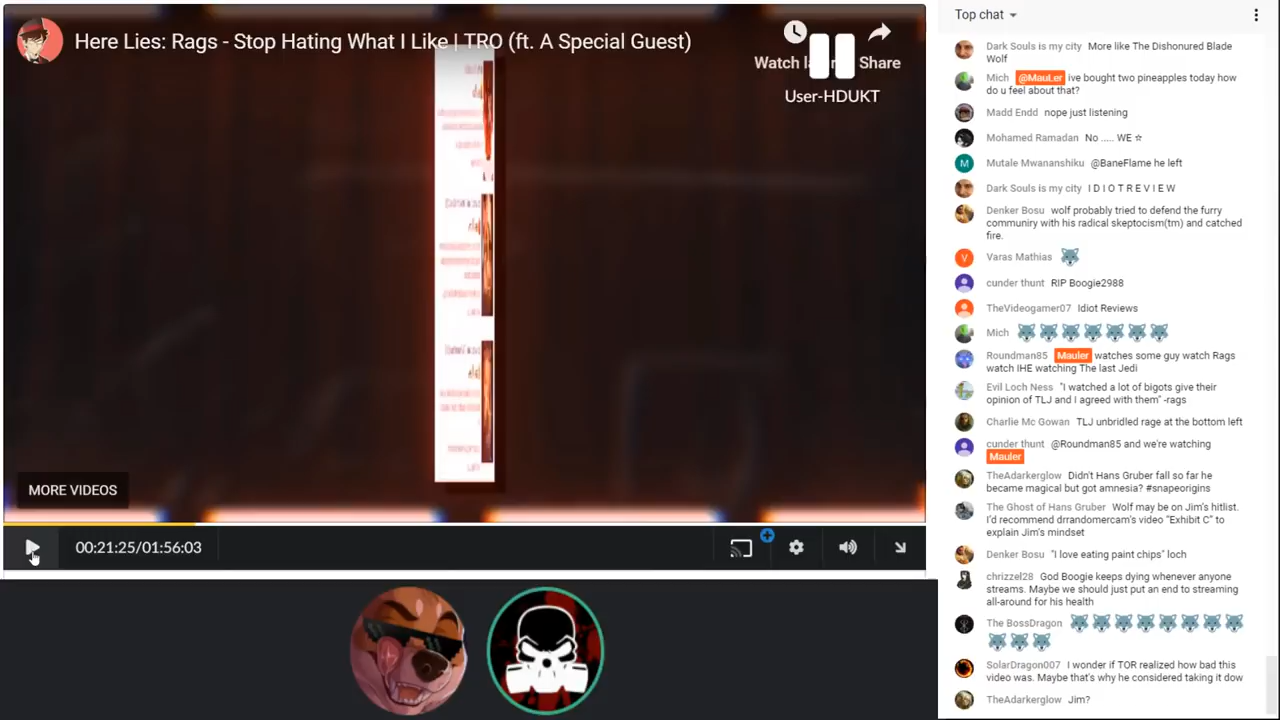 Here Lies: Rags - Stop Hating What I Like | TRO (ft. A Special Guest)
Watch la
Share
User-HDUKT
MORE VIDEOS
00:21:25/01:56:03
Top chat
Dark Souls is my city More like The Dishonured Blade
Wolf
Mich @MauLer ive bought two pineapples today how
do u feel about that?
Madd Endd nope just listening
Mohamed Ramadan No ..... WE ☆
M
Mutale Mwananshiku @BaneFlame he left
Dark Souls is my city I D I O T R E V I E W
Denker Bosu wolf probably tried to defend the furry
communiry with his radical skeptocism(tm) and catched
fire.
V
Varas Mathias 🐺
cunder thunt RIP Boogie2988
TheVideogamer07 Idiot Reviews
Mich 🐺🐺🐺🐺🐺🐺🐺
Roundman85 Mauler watches some guy watch Rags
watch IHE watching The last Jedi
Evil Loch Ness "I watched a lot of bigots give their
opinion of TLJ and I agreed with them" -rags
Charlie Mc Gowan TLJ unbridled rage at the bottom left
cunder thunt @Roundman85 and we're watching
Mauler
TheAdarkerglow Didn't Hans Gruber fall so far he
became magical but got amnesia? #snapeorigins
The Ghost of Hans Gruber Wolf may be on Jim's hitlist.
I'd recommend drrandomercam's video "Exhibit C" to
explain Jim's mindset
Denker Bosu "I love eating paint chips" loch
chrizzel28 God Boogie keeps dying whenever anyone
streams. Maybe we should just put an end to streaming
all-around for his health
The BossDragon 🐺🐺🐺🐺🐺🐺🐺🐺
🐺🐺🐺
SolarDragon007 I wonder if TOR realized how bad this
video was. Maybe that's why he considered taking it dow
TheAdarkerglow Jim?